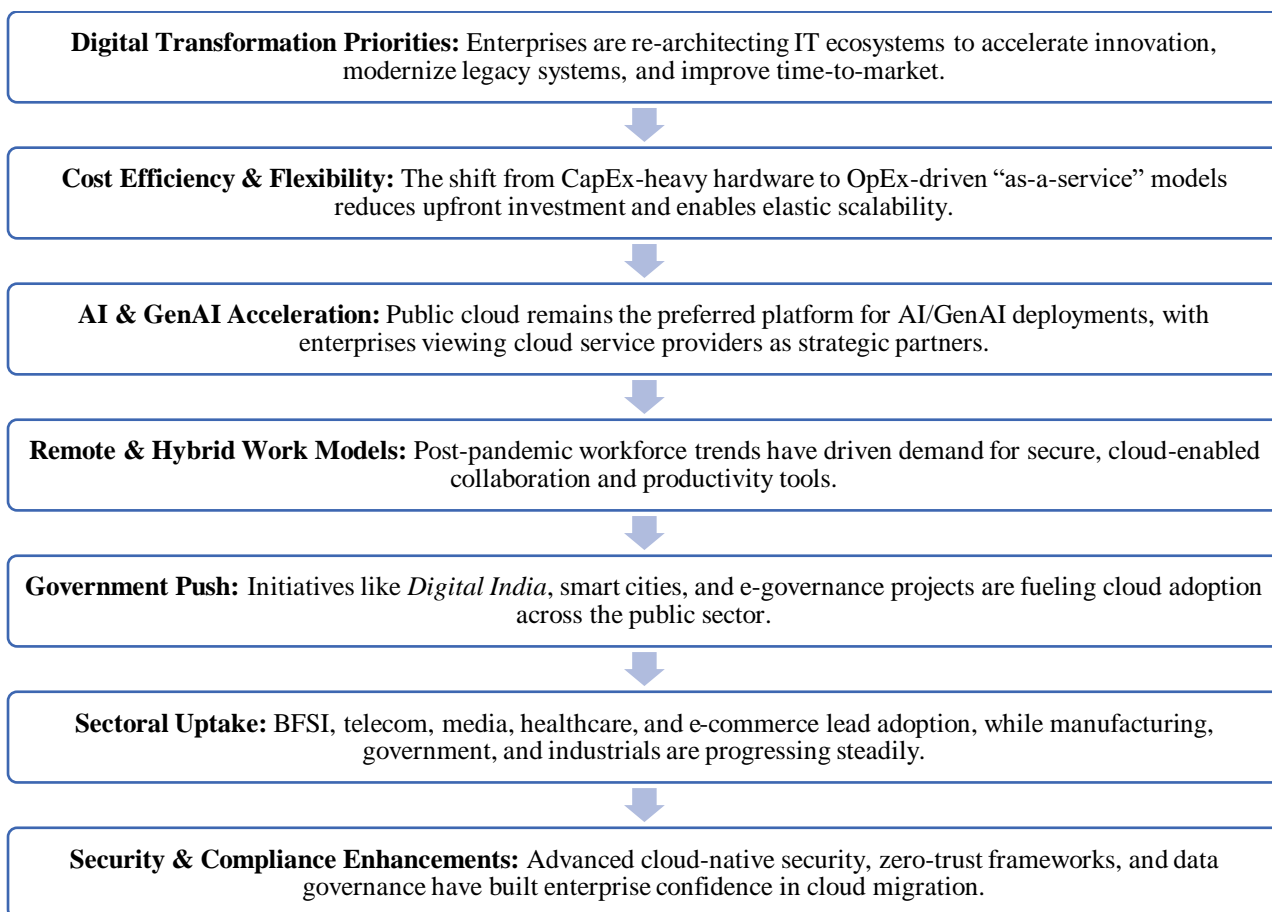 Digital Transformation Priorities: Enterprises are re-architecting IT ecosystems to accelerate innovation,
modernize legacy systems, and improve time-to-market.
Cost Efficiency & Flexibility: The shift from CapEx-heavy hardware to OpEx-driven “as-a-service” models
reduces upfront investment and enables elastic scalability.
AI & GenAI Acceleration: Public cloud remains the preferred platform for AI/GenAI deployments, with
enterprises viewing cloud service providers as strategic partners.
Remote & Hybrid Work Models: Post-pandemic workforce trends have driven demand for secure, cloud-enabled
collaboration and productivity tools.
Government Push: Initiatives like Digital India, smart cities, and e-governance projects are fueling cloud adoption
across the public sector.
Sectoral Uptake: BFSI, telecom, media, healthcare, and e-commerce lead adoption, while manufacturing,
government, and industrials are progressing steadily.
Security & Compliance Enhancements: Advanced cloud-native security, zero-trust frameworks, and data
governance have built enterprise confidence in cloud migration.